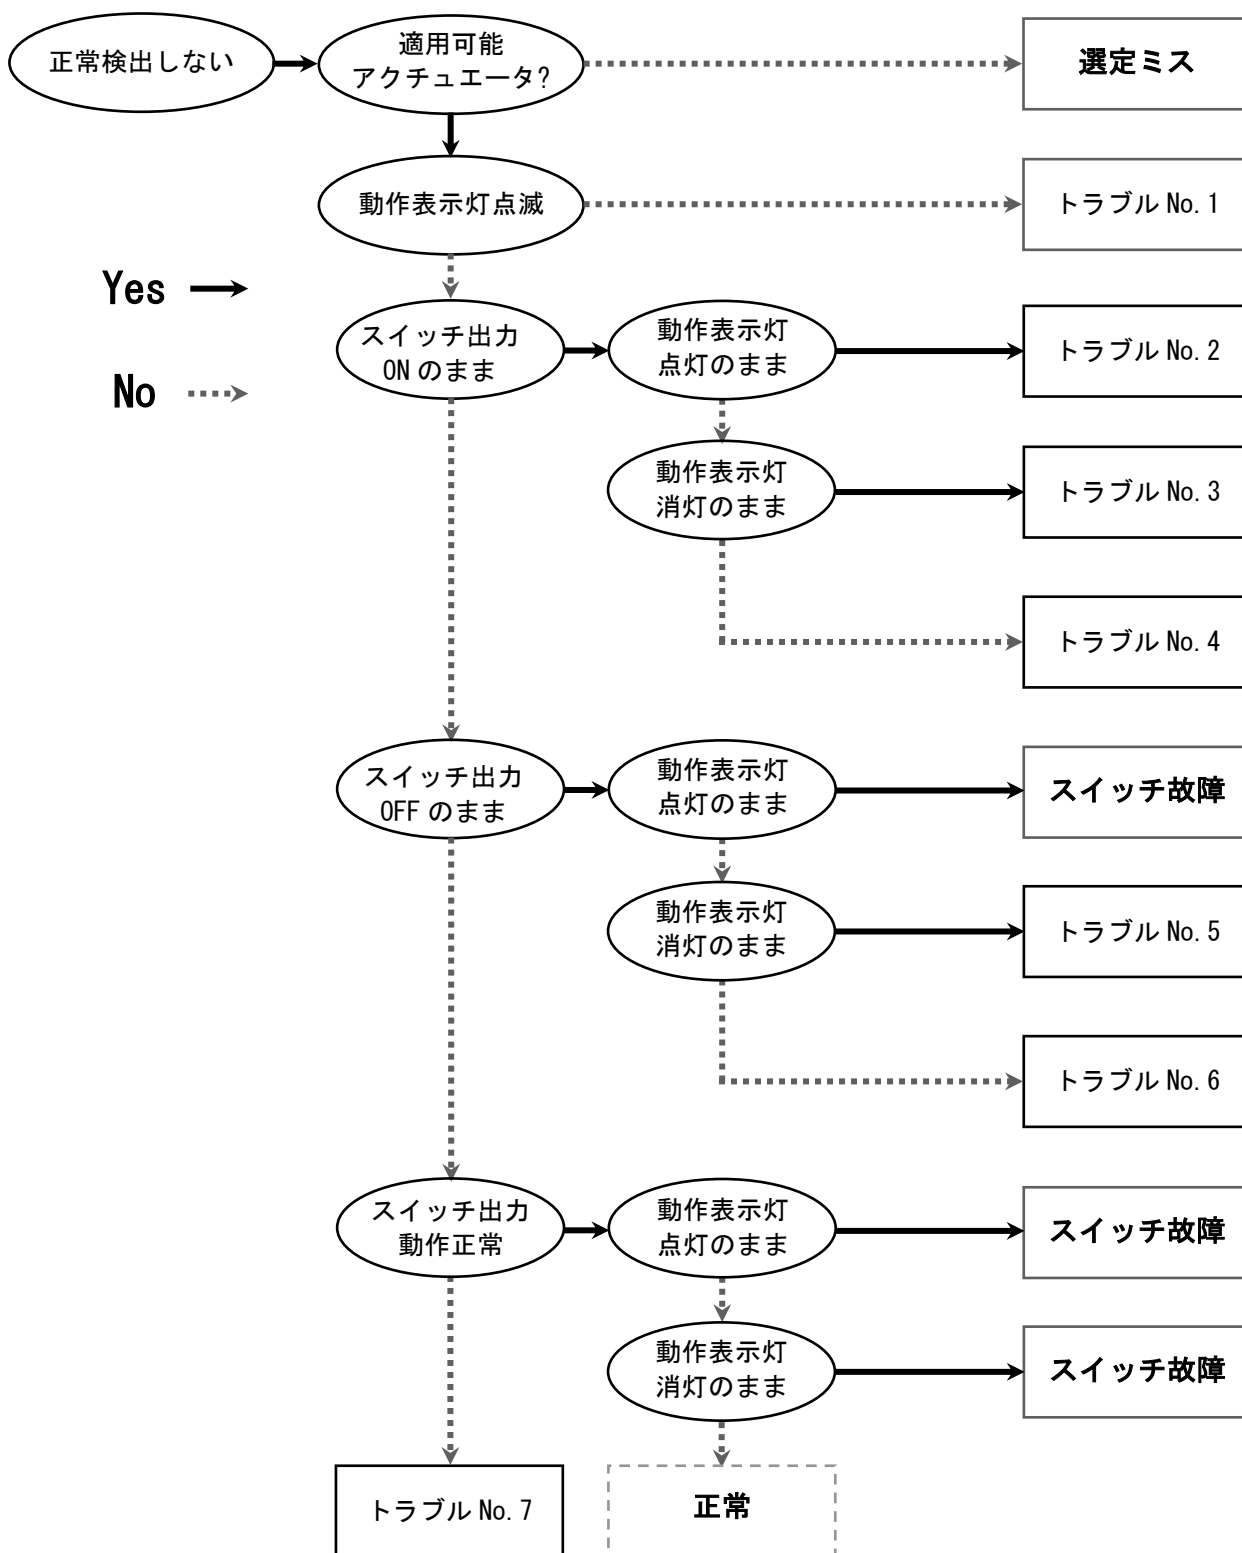 正常検出しない
適用可能
アクチュエータ?
選定ミス
動作表示灯点滅
トラブル No. 1
Yes
No
スイッチ出力
ON のまま
動作表示灯
点灯のまま
トラブル No. 2
動作表示灯
消灯のまま
トラブル No. 3
トラブル No. 4
スイッチ出力
OFF のまま
動作表示灯
点灯のまま
スイッチ故障
動作表示灯
消灯のまま
トラブル No. 5
トラブル No. 6
スイッチ出力
動作正常
動作表示灯
点灯のまま
スイッチ故障
動作表示灯
消灯のまま
スイッチ故障
トラブル No. 7
正常